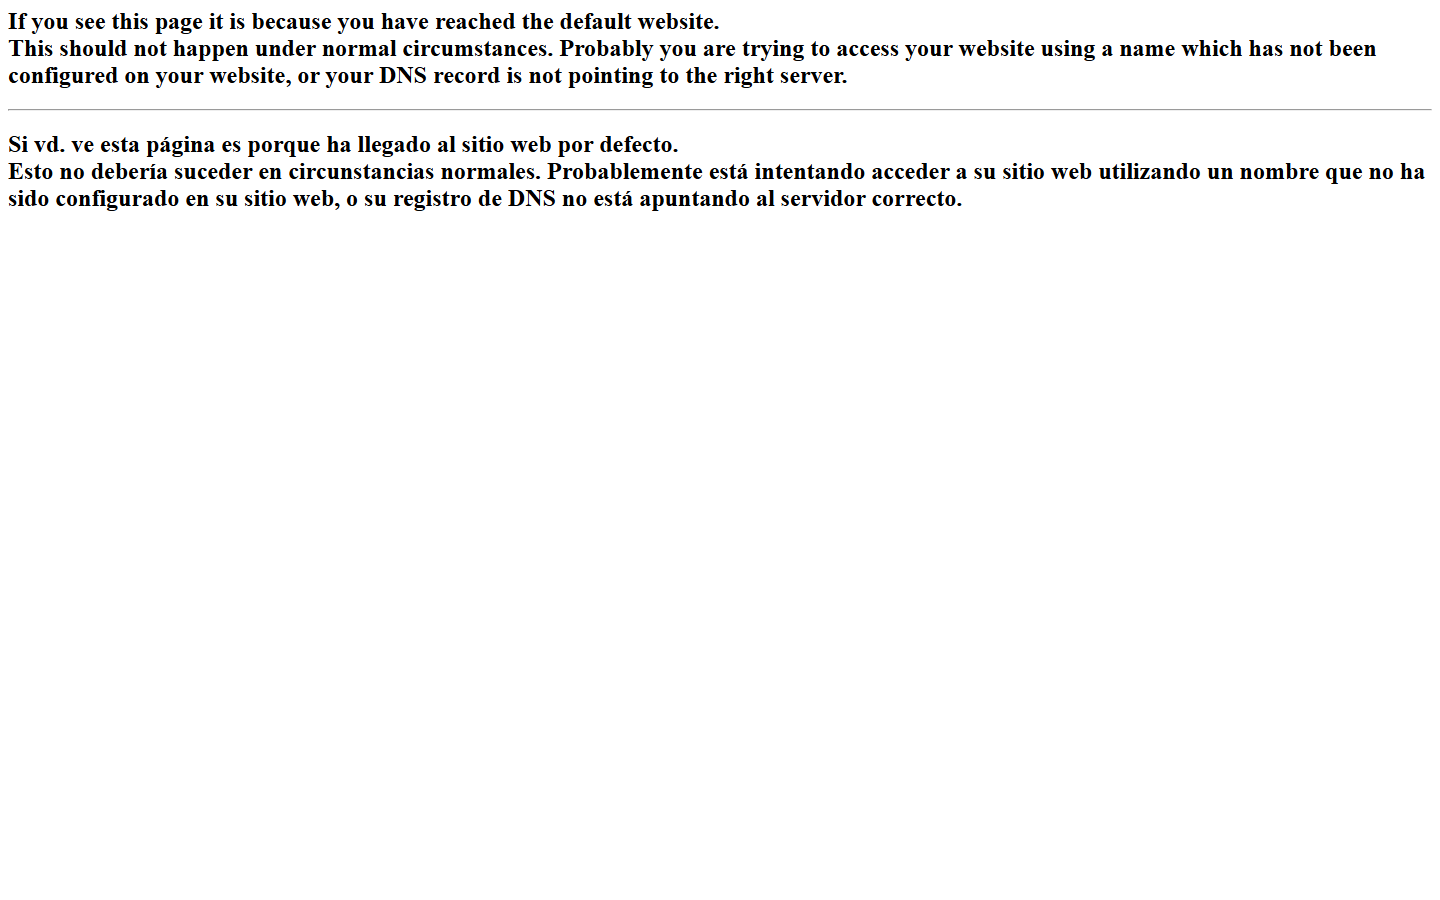 If you see this page it is because you have reached the default website.
This should not happen under normal circumstances. Probably you are trying to access your website using a name which has not been
configured on your website, or your DNS record is not pointing to the right server.
Si vd. ve esta página es porque ha llegado al sitio web por defecto.
Esto no debería suceder en circunstancias normales. Probablemente está intentando acceder a su sitio web utilizando un nombre que no ha
sido configurado en su sitio web, o su registro de DNS no está apuntando al servidor correcto.